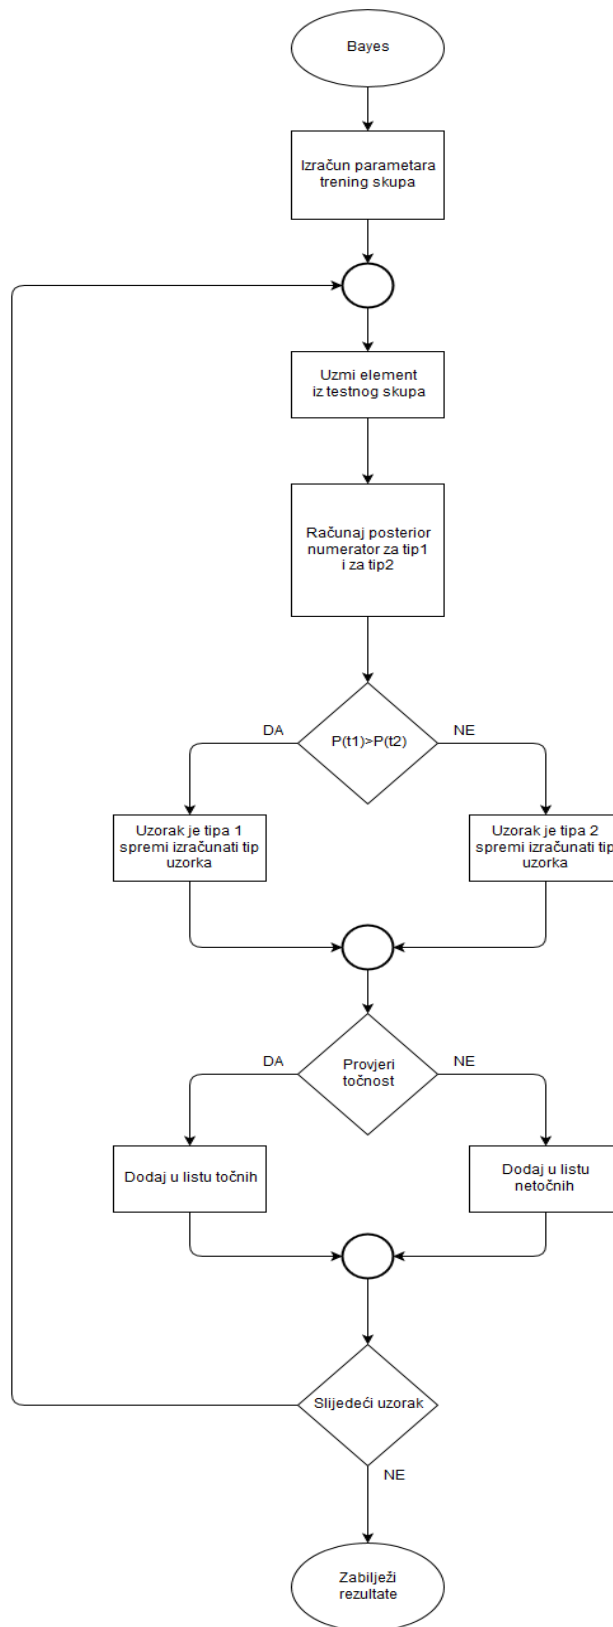 Bayes
Izračun parametara
trening skupa
Uzmi element
iz testnog skupa
Računaj posterior
numerator za tip1
i za tip2
P(t1)>P(t2)
DA
NE
Uzorak je tipa 1
spremi izračunati tip
uzorka
Uzorak je tipa 2
spremi izračunati tip
uzorka
Provjeri
točnost
DA
NE
Dodaj u listu točnih
Dodaj u listu
netočnih
Slijedeći uzorak
NE
Zabilježi
rezultate